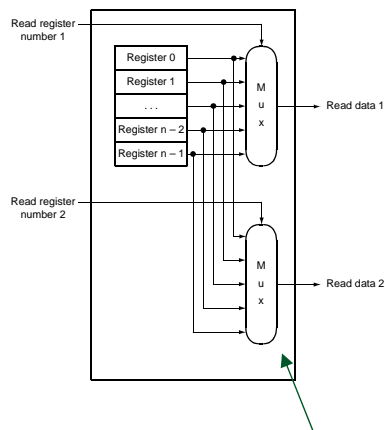 Read register
number 1
Register 0
Register 1
. . .
Register n – 2
Register n – 1
M
u
x
Read data 1
Read register
number 2
M
u
x
Read data 2